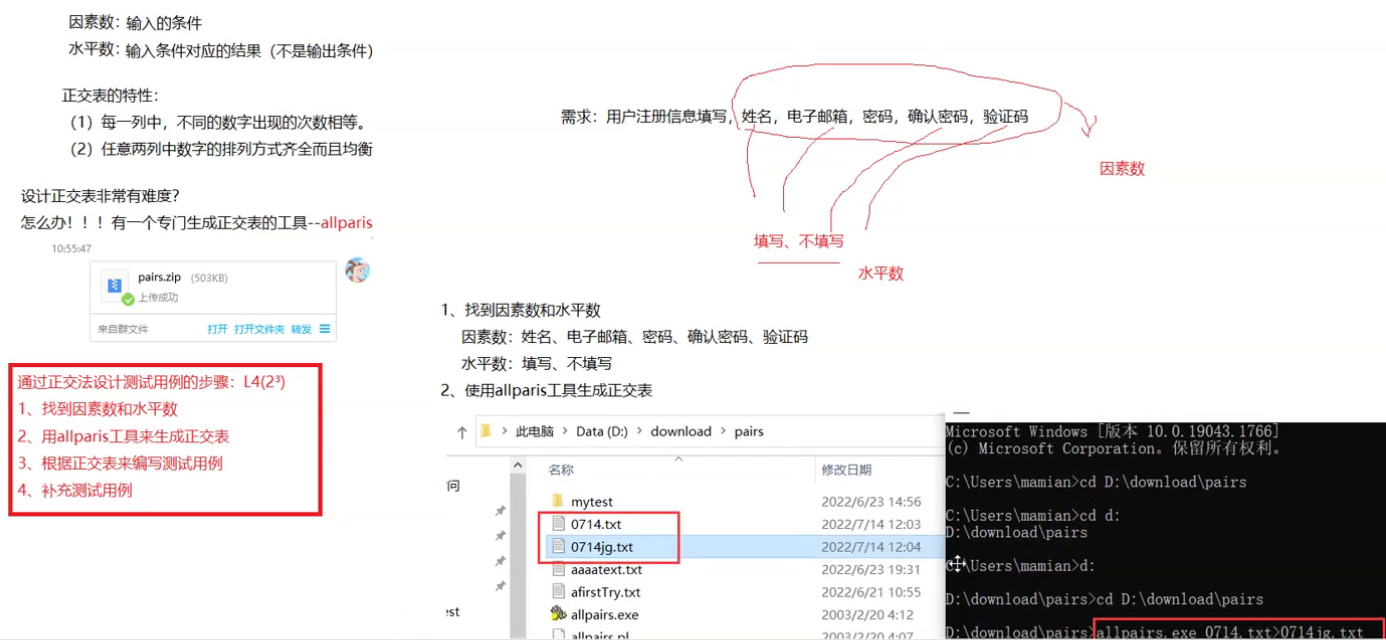 因素数：输入的条件
水平数：输入条件对应的结果（不是输出条件）
正交表的特性：
（1）每一列中，不同的数字出现的次数相等。
（2）任意两列中数字的排列方式齐全而且均衡
设计正交表非常有难度？
怎么办！！！有一个专门生成正交表的工具--allparis
10:55:47
pairs.zip (503KB)
上传成功
来自群文件 打开 打开文件夹 转发
通过正交法设计测试用例的步骤：L4(2³)
1、找到因素数和水平数
2、用allparis工具来生成正交表
3、根据正交表来编写测试用例
4、补充测试用例
需求：用户注册信息填写，姓名，电子邮箱，密码，确认密码，验证码
因素数
填写、不填写
水平数
1、找到因素数和水平数
因素数：姓名、电子邮箱、密码、确认密码、验证码
水平数：填写、不填写
2、使用allparis工具生成正交表
此电脑 > Data (D:) > download > pairs
名称 修改日期
问
mytest 2022/6/23 14:56
0714.txt 2022/7/14 12:03
0714jg.txt 2022/7/14 12:04
aaaatext.txt 2022/6/23 19:31
afirstTry.txt 2022/6/21 10:55
est
allpairs.exe 2003/2/20 4:12
allpairs.pl 2003/2/20 4:07
Microsoft Windows [版本 10.0.19043.1766]
(c) Microsoft Corporation。保留所有权利。
C:\Users\mamian>cd D:\download\pairs
C:\Users\mamian>cd d:
D:\download\pairs
C:\Users\mamian>d:
D:\download\pairs>cd D:\download\pairs
D:\download\pairs>allpairs.exe 0714.txt>0714jg.txt